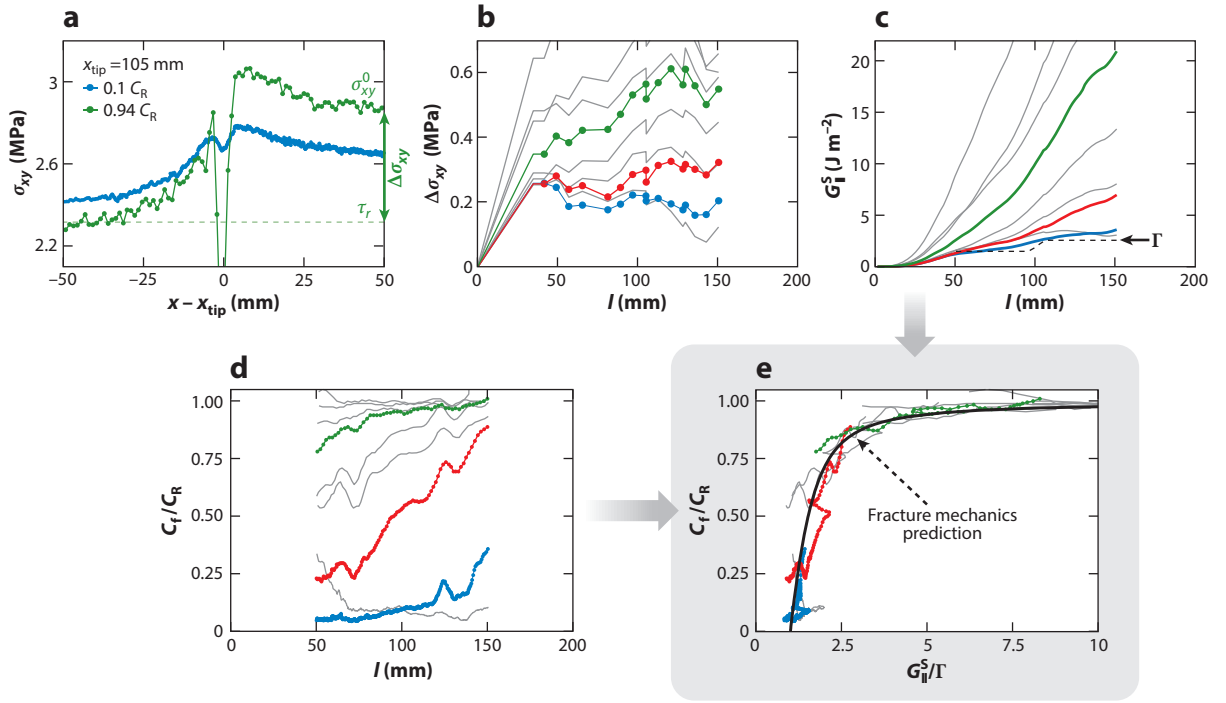 a
x_tip = 105 mm
0.1 C_R
0.94 C_R
σ⁰_xy
Δσ_xy
τ_r
3
2.6
2.2
σ_xy (MPa)
−50
−25
0
25
50
x − x_tip (mm)
b
0.6
0.4
0.2
0
Δσ_xy (MPa)
0
50
100
150
200
l (mm)
c
20
15
10
5
0
G^S_II (J m⁻²)
Γ
0
50
100
150
200
l (mm)
d
1.00
0.75
0.50
0.25
0
C_f/C_R
0
50
100
150
200
l (mm)
e
1.00
0.75
0.50
0.25
0
C_f/C_R
Fracture mechanics
prediction
0
2.5
5
7.5
10
G^S_II/Γ